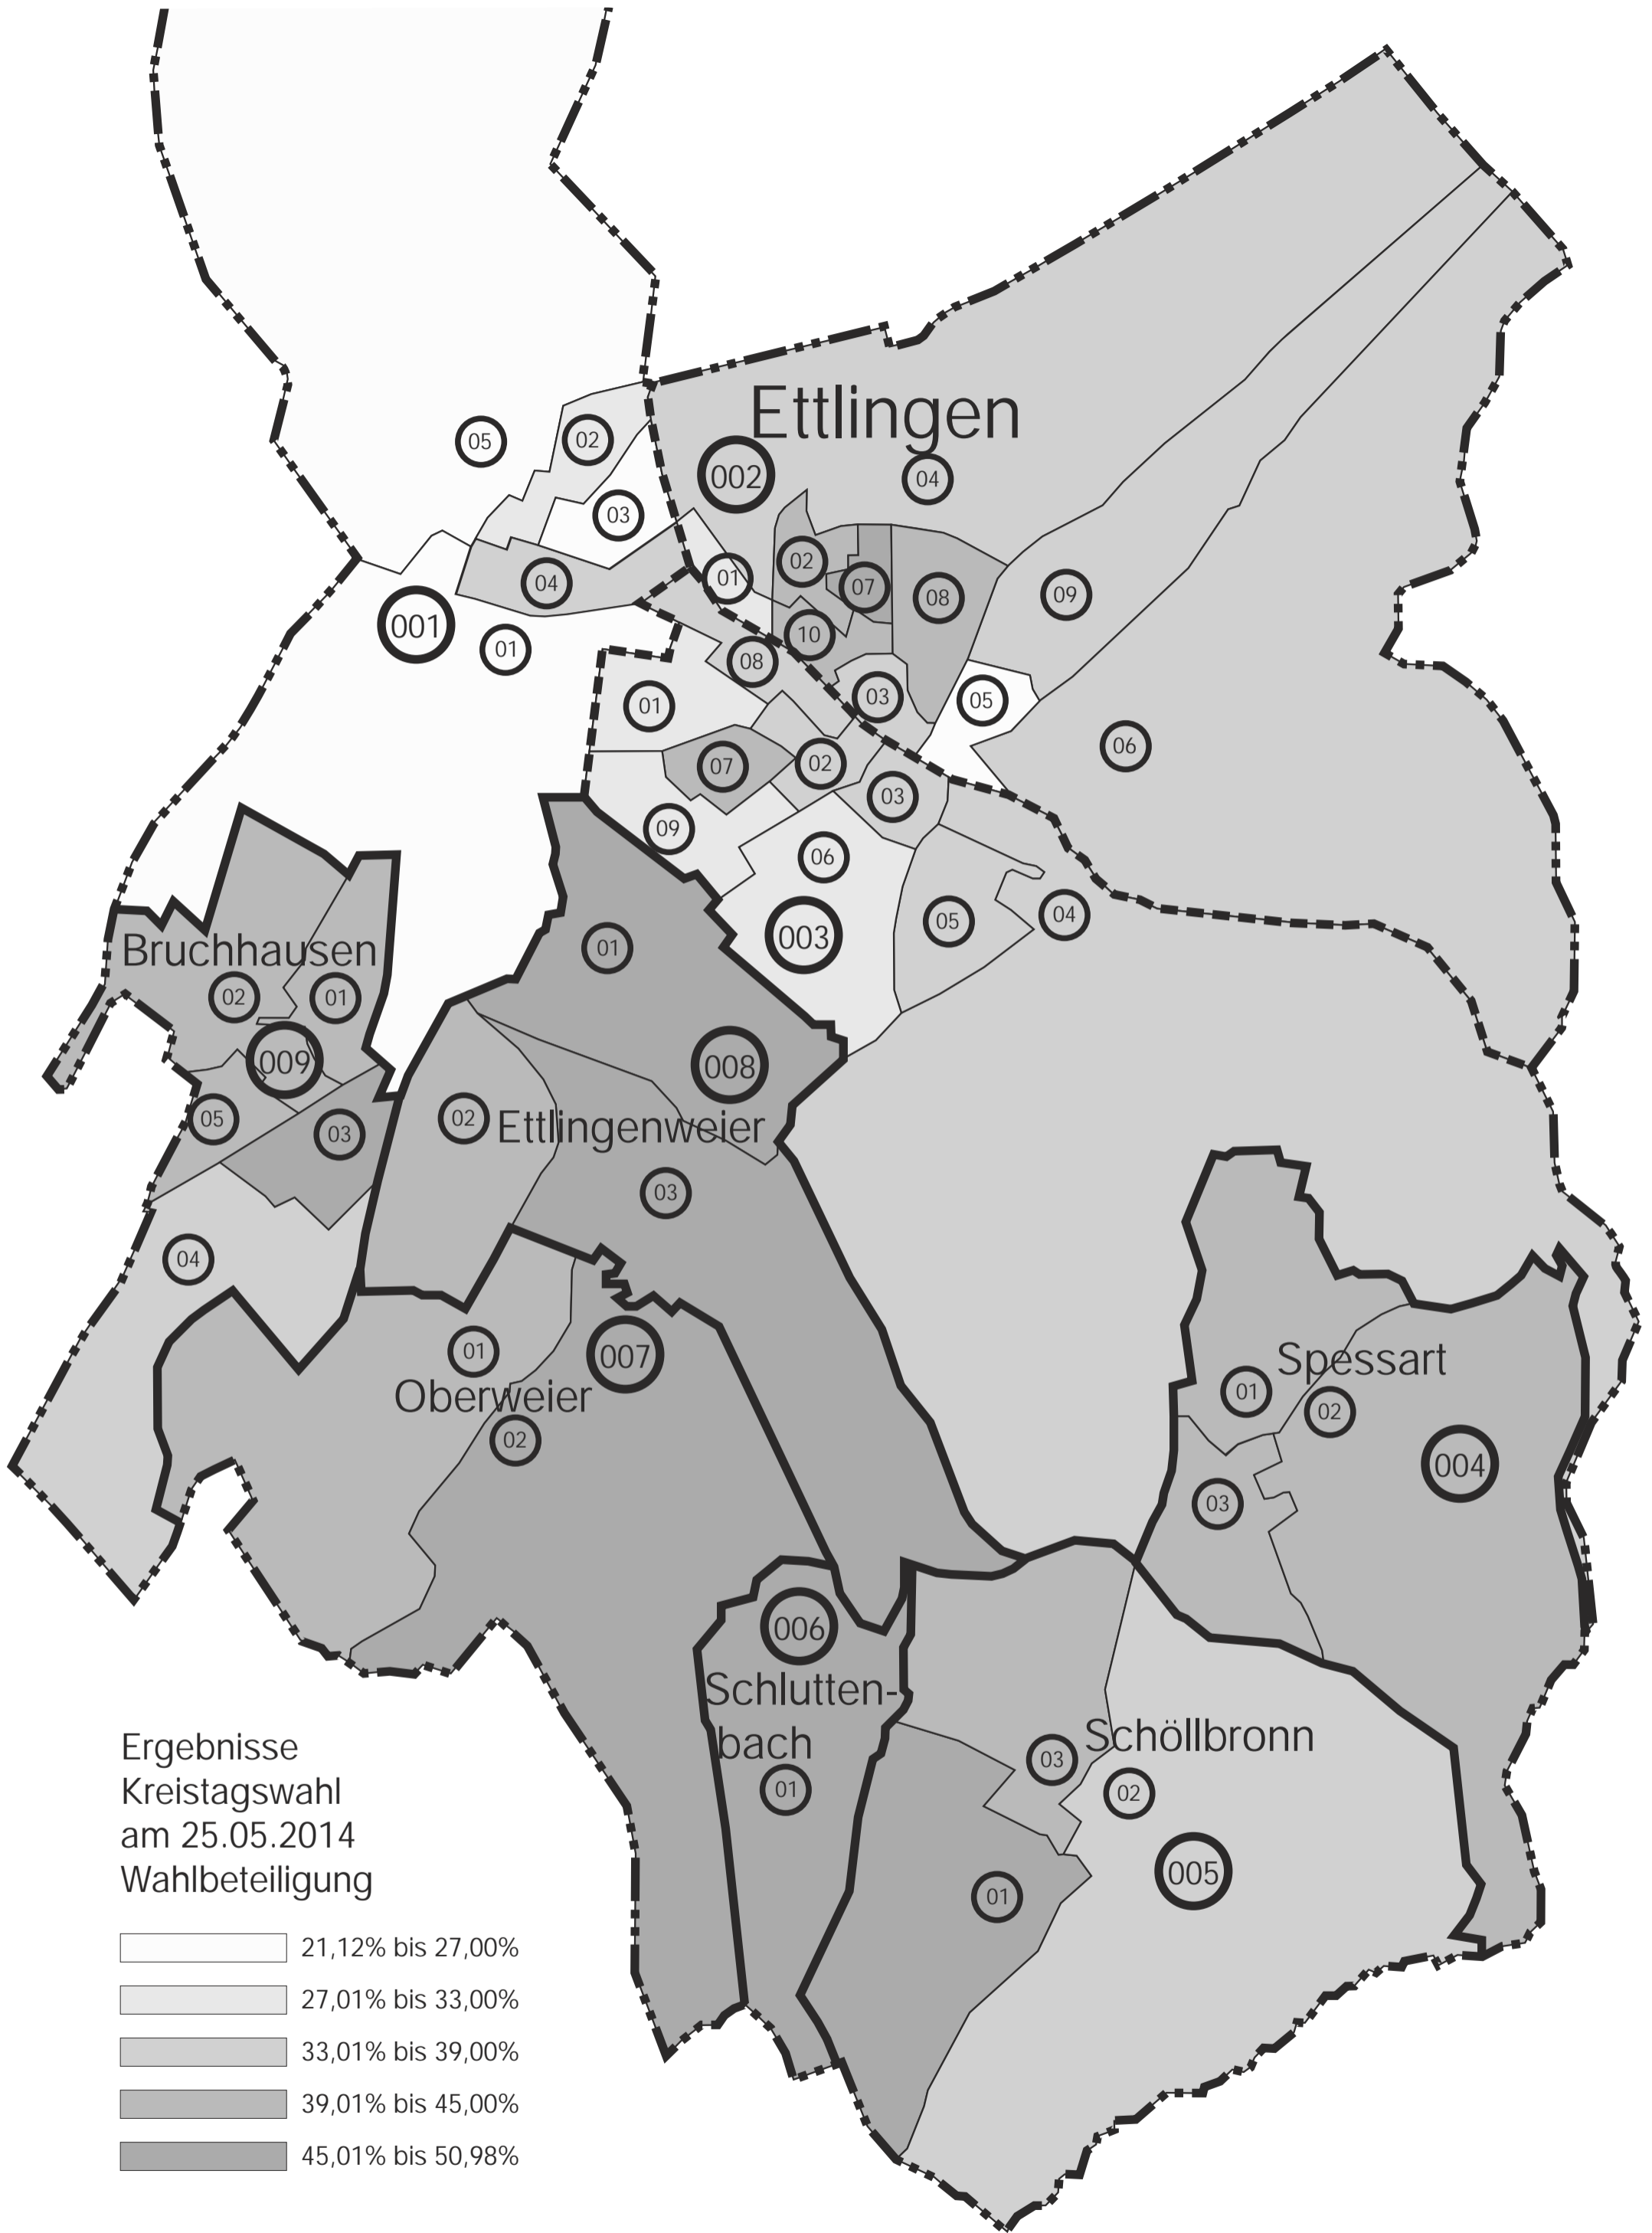 Ettlingen
05
02
002
04
03
02
04
01
07
08
09
001
10
01
08
03
05
01
06
02
07
03
09
06
05
04
003
01
Bruchhausen
02
01
009
008
05
03
02
Ettlingenweier
03
04
01
007
Oberweier
02
Spessart
01
02
004
03
006
Schlutten-
bach
01
03
Schöllbronn
02
005
01
Ergebnisse
Kreistagswahl
am 25.05.2014
Wahlbeteiligung
21,12% bis 27,00%
27,01% bis 33,00%
33,01% bis 39,00%
39,01% bis 45,00%
45,01% bis 50,98%